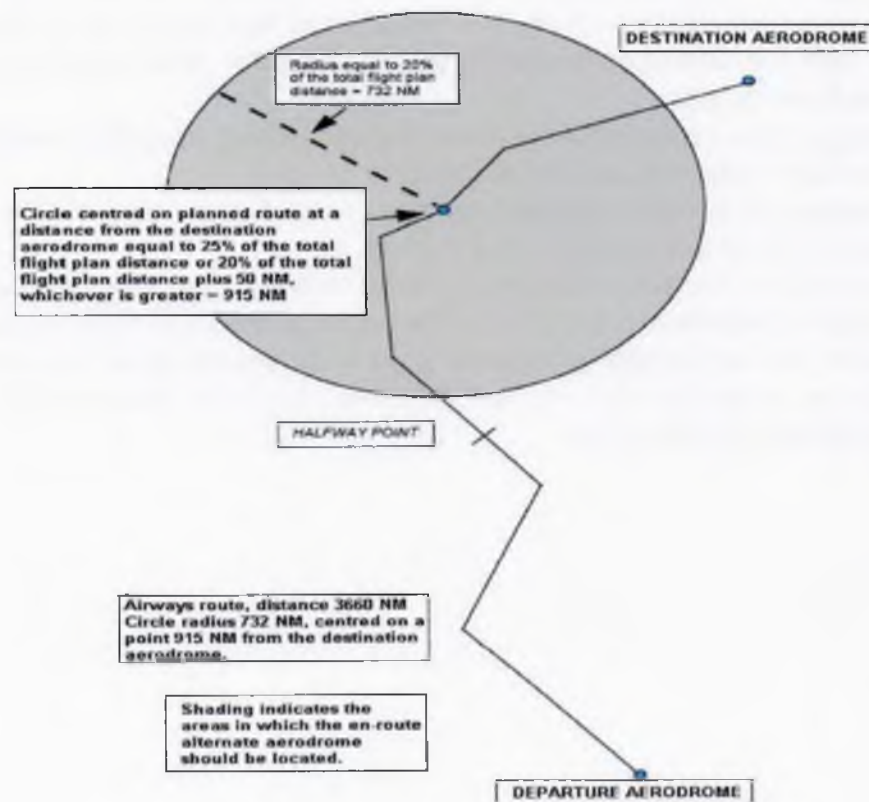 DESTINATION AERODROME
Radius equal to 20%
of the total flight plan
distance = 732 NM
Circle centred on planned route at a
distance from the destination
aerodrome equal to 25% of the total
flight plan distance or 20% of the total
flight plan distance plus 50 NM,
whichever is greater = 915 NM
HALFWAY POINT
Airways route, distance 3660 NM
Circle radius 732 NM, centred on a
point 915 NM from the destination
aerodrome.
Shading indicates the
areas in which the en-route
alternate aerodrome
should be located.
DEPARTURE AERODROME